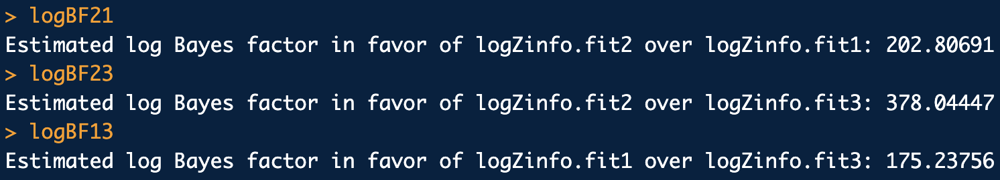 > logBF21
Estimated log Bayes factor in favor of logZinfo.fit2 over logZinfo.fit1: 202.80691
> logBF23
Estimated log Bayes factor in favor of logZinfo.fit2 over logZinfo.fit3: 378.04447
> logBF13
Estimated log Bayes factor in favor of logZinfo.fit1 over logZinfo.fit3: 175.23756